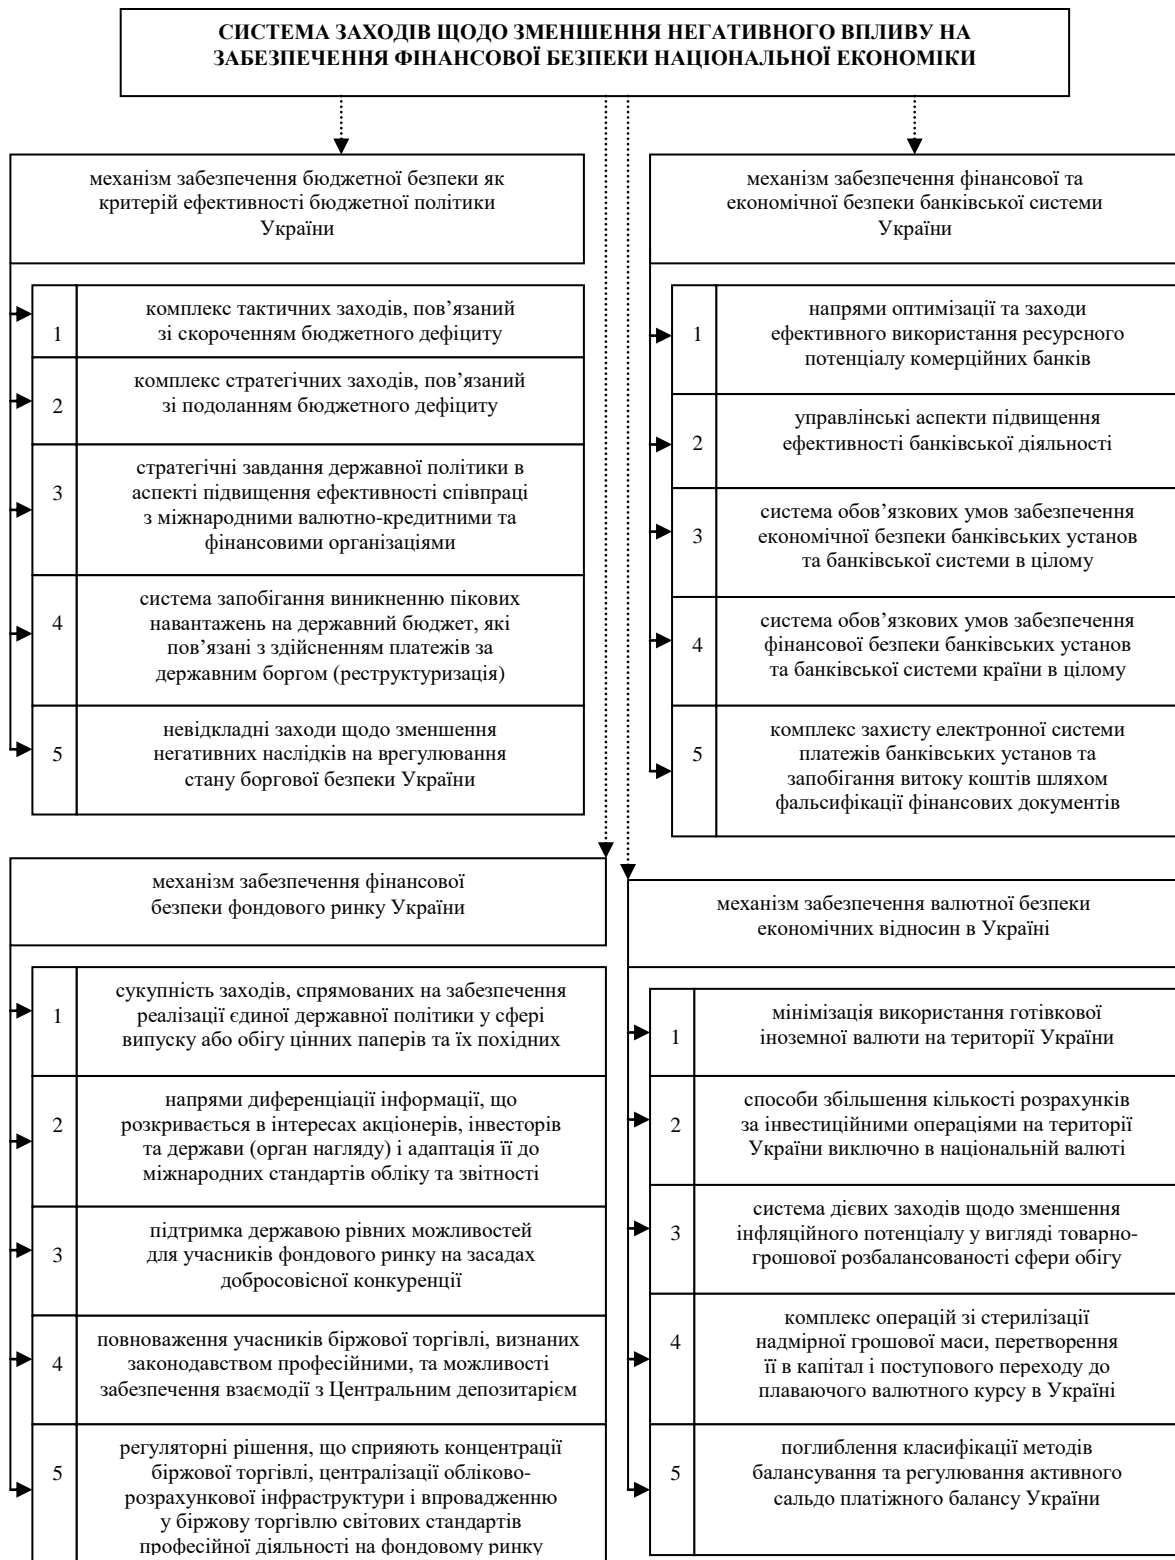 СИСТЕМА ЗАХОДІВ ЩОДО ЗМЕНШЕННЯ НЕГАТИВНОГО ВПЛИВУ НА
ЗАБЕЗПЕЧЕННЯ ФІНАНСОВОЇ БЕЗПЕКИ НАЦІОНАЛЬНОЇ ЕКОНОМІКИ
механізм забезпечення бюджетної безпеки як
критерій ефективності бюджетної політики
України
1
комплекс тактичних заходів, пов’язаний
зі скороченням бюджетного дефіциту
2
комплекс стратегічних заходів, пов’язаний
зі подоланням бюджетного дефіциту
3
стратегічні завдання державної політики в
аспекті підвищення ефективності співпраці
з міжнародними валютно-кредитними та
фінансовими організаціями
4
система запобігання виникненню пікових
навантажень на державний бюджет, які
пов’язані з здійсненням платежів за
державним боргом (реструктуризація)
5
невідкладні заходи щодо зменшення
негативних наслідків на врегулювання
стану боргової безпеки України
механізм забезпечення фінансової та
економічної безпеки банківської системи
України
1
напрями оптимізації та заходи
ефективного використання ресурсного
потенціалу комерційних банків
2
управлінські аспекти підвищення
ефективності банківської діяльності
3
система обов’язкових умов забезпечення
економічної безпеки банківських установ
та банківської системи в цілому
4
система обов’язкових умов забезпечення
фінансової безпеки банківських установ
та банківської системи країни в цілому
5
комплекс захисту електронної системи
платежів банківських установ та
запобігання витоку коштів шляхом
фальсифікації фінансових документів
механізм забезпечення фінансової
безпеки фондового ринку України
1
сукупність заходів, спрямованих на забезпечення
реалізації єдиної державної політики у сфері
випуску або обігу цінних паперів та їх похідних
2
напрями диференціації інформації, що
розкривається в інтересах акціонерів, інвесторів
та держави (орган нагляду) і адаптація її до
міжнародних стандартів обліку та звітності
3
підтримка державою рівних можливостей
для учасників фондового ринку на засадах
добросовісної конкуренції
4
повноваження учасників біржової торгівлі, визнаних
законодавством професійними, та можливості
забезпечення взаємодії з Центральним депозитарієм
5
регуляторні рішення, що сприяють концентрації
біржової торгівлі, централізації обліково-
розрахункової інфраструктури і впровадженню
у біржову торгівлю світових стандартів
професійної діяльності на фондовому ринку
механізм забезпечення валютної безпеки
економічних відносин в Україні
1
мінімізація використання готівкової
іноземної валюти на території України
2
способи збільшення кількості розрахунків
за інвестиційними операціями на території
України виключно в національній валюті
3
система дієвих заходів щодо зменшення
інфляційного потенціалу у вигляді товарно-
грошової розбалансованості сфери обігу
4
комплекс операцій зі стерилізації
надмірної грошової маси, перетворення
її в капітал і поступового переходу до
плаваючого валютного курсу в Україні
5
поглиблення класифікації методів
балансування та регулювання активного
сальдо платіжного балансу України